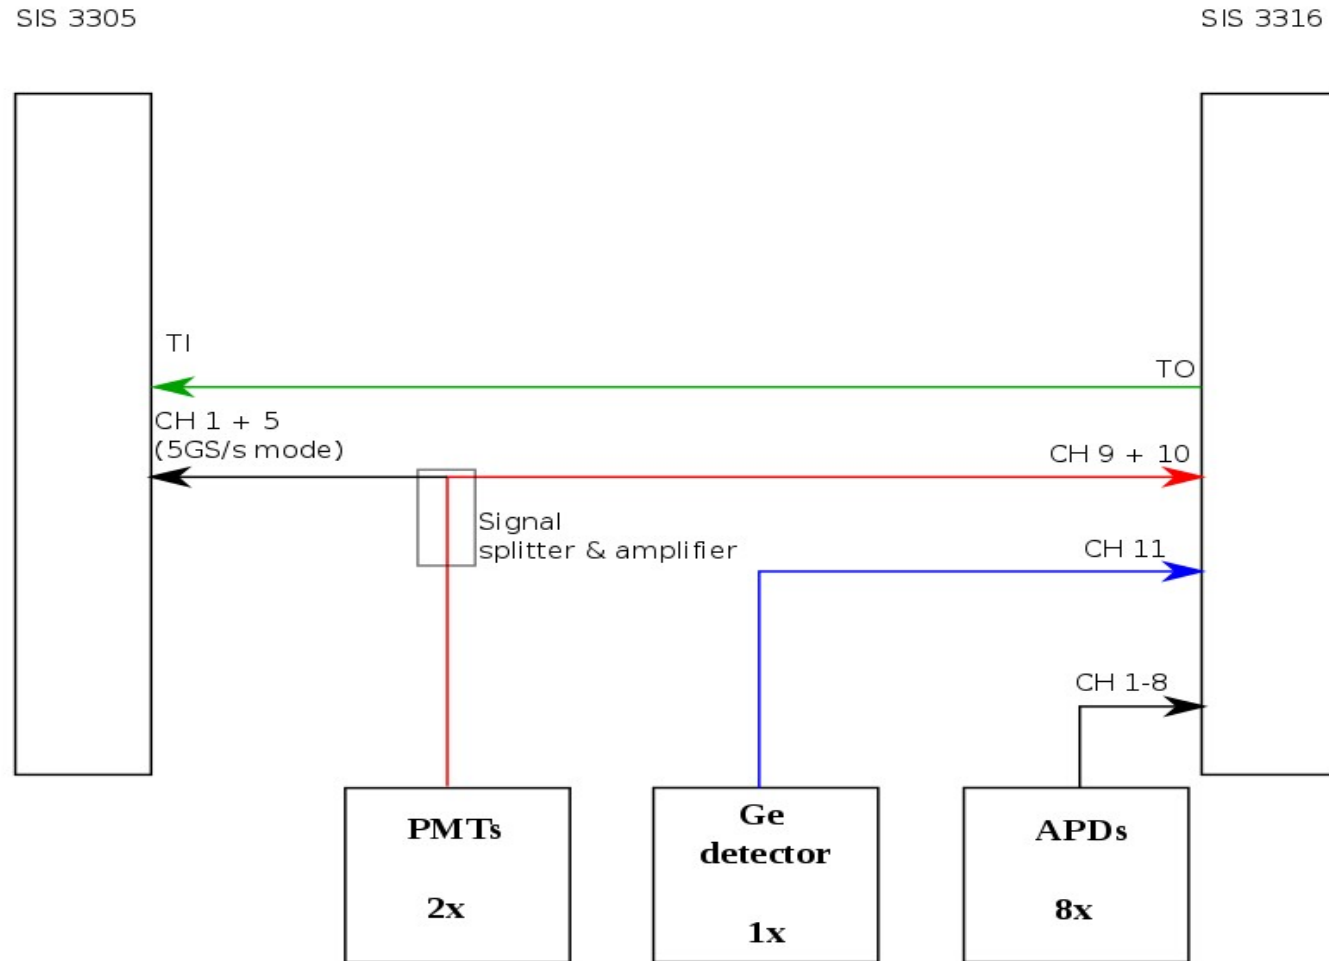 SIS 3305
SIS 3316
TI
TO
CH 1 + 5
(5GS/s mode)
CH 9 + 10
Signal
splitter & amplifier
CH 11
CH 1-8
PMTs
2x
Ge
detector
1x
APDs
8x